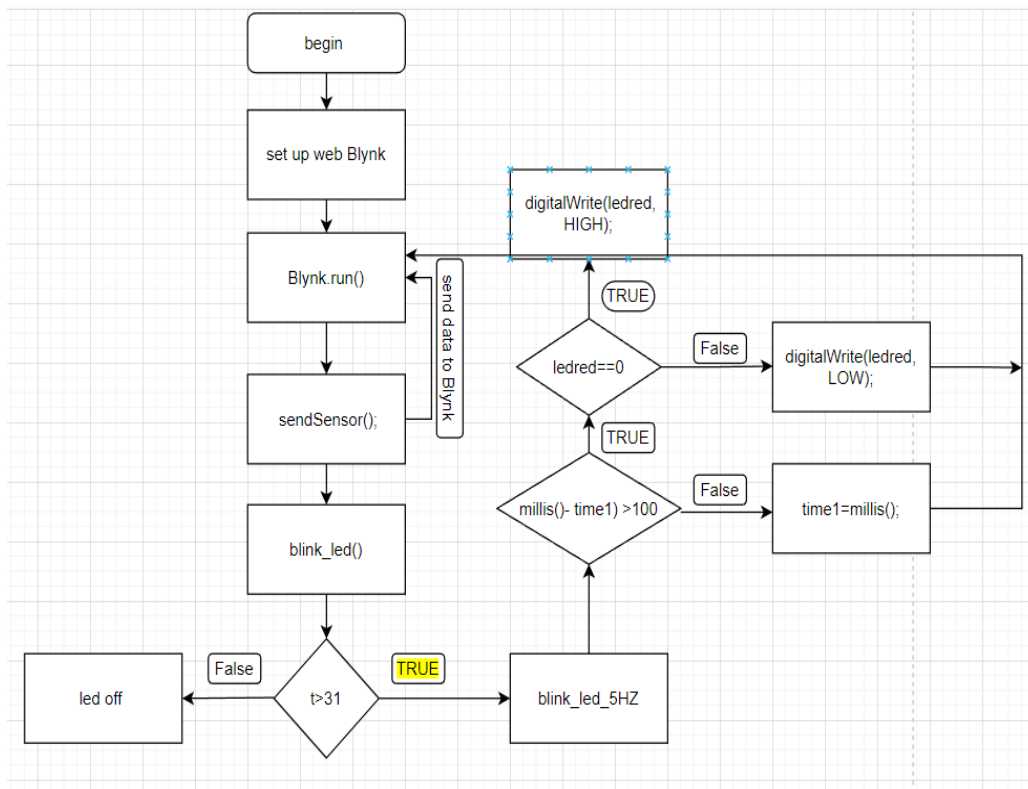 begin
set up web Blynk
digitalWrite(ledred,
HIGH);
Blynk.run()
send data to Blynk
TRUE
ledred==0
False
digitalWrite(ledred,
LOW);
sendSensor();
TRUE
millis()- time1) >100
False
time1=millis();
blink_led()
False
t>31
TRUE
led off
blink_led_5HZ